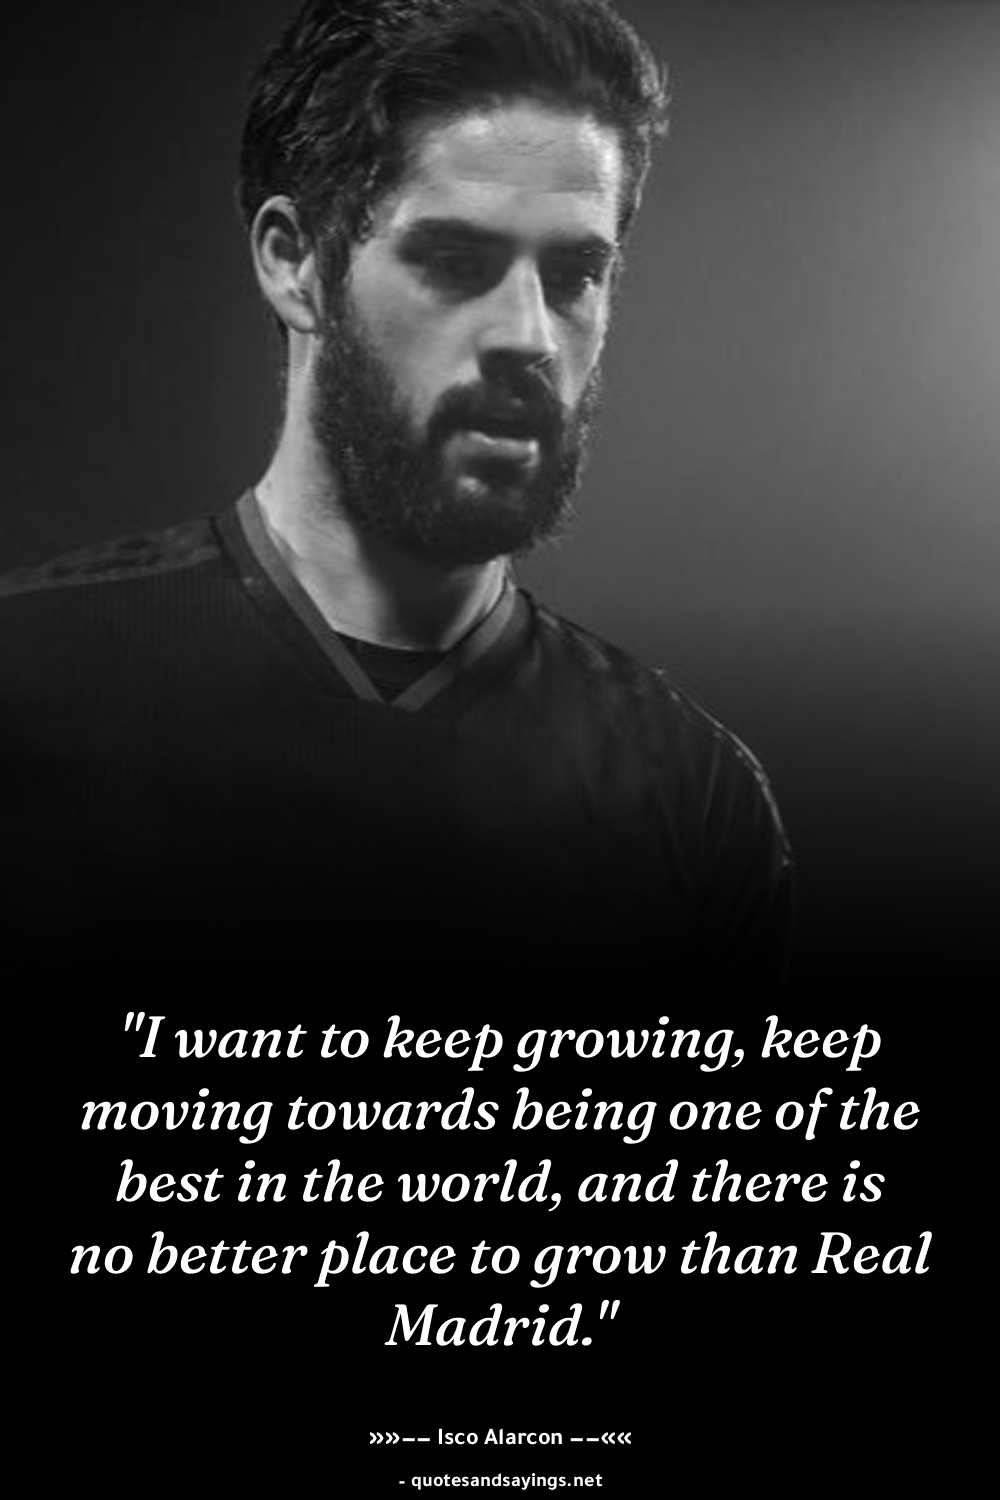 "I want to keep growing, keep
moving towards being one of the
best in the world, and there is
no better place to grow than Real
Madrid."
»»−− Isco Alarcon −−««
- quotesandsayings.net